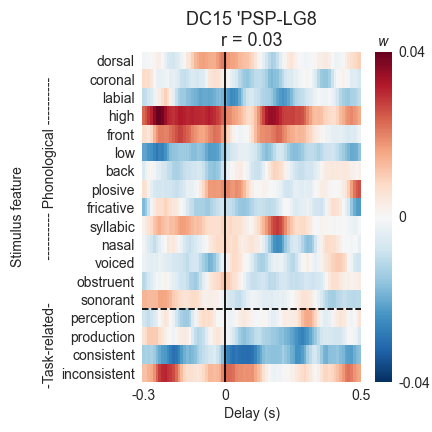 DC15 'PSP-LG8
r = 0.03
w
dorsal
coronal
labial
high
front
low
back
plosive
fricative
syllabic
nasal
voiced
obstruent
sonorant
perception
production
consistent
inconsistent
Stimulus feature
---------- Phonological ----------
-Task-related-
0.04
0
-0.04
-0.3
0
0.5
Delay (s)